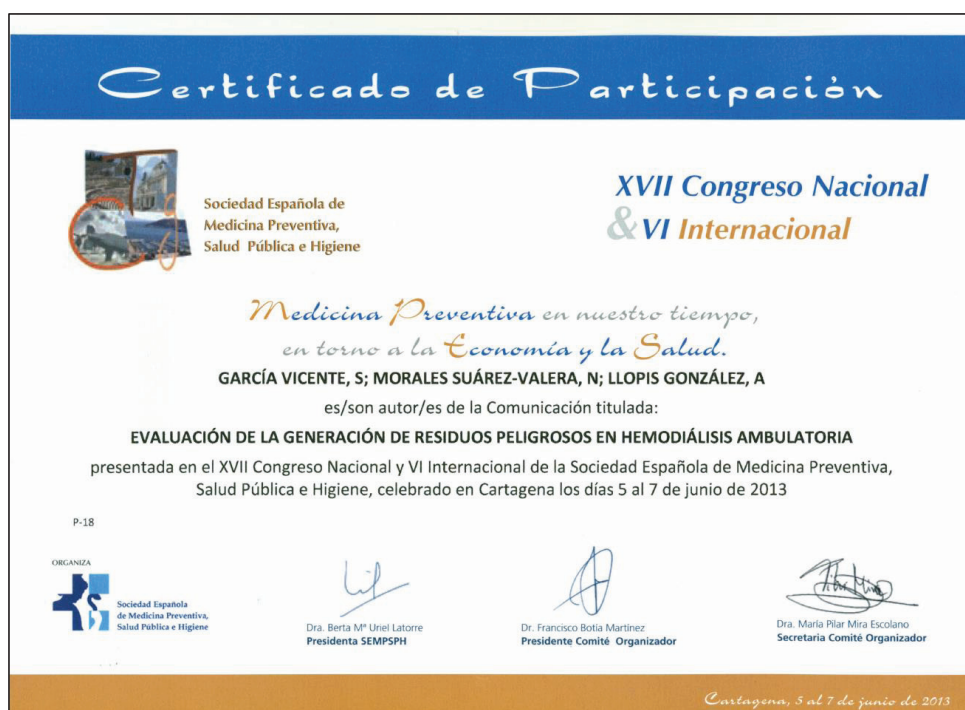 Certificado de Participación
Sociedad Española de
Medicina Preventiva,
Salud Pública e Higiene
XVII Congreso Nacional
& VI Internacional
Medicina Preventiva en nuestro tiempo,
en torno a la Economía y la Salud.
GARCÍA VICENTE, S; MORALES SUÁREZ-VALERA, N; LLOPIS GONZÁLEZ, A
es/son autor/es de la Comunicación titulada:
EVALUACIÓN DE LA GENERACIÓN DE RESIDUOS PELIGROSOS EN HEMODIÁLISIS AMBULATORIA
presentada en el XVII Congreso Nacional y VI Internacional de la Sociedad Española de Medicina Preventiva,
Salud Pública e Higiene, celebrado en Cartagena los días 5 al 7 de junio de 2013
P-18
ORGANIZA
Sociedad Española
de Medicina Preventiva,
Salud Pública e Higiene
Dra. Berta Mª Uriel Latorre
Presidenta SEMPSPH
Dr. Francisco Botía Martínez
Presidente Comité Organizador
Dra. María Pilar Mira Escolano
Secretaria Comité Organizador
Cartagena, 5 al 7 de junio de 2013